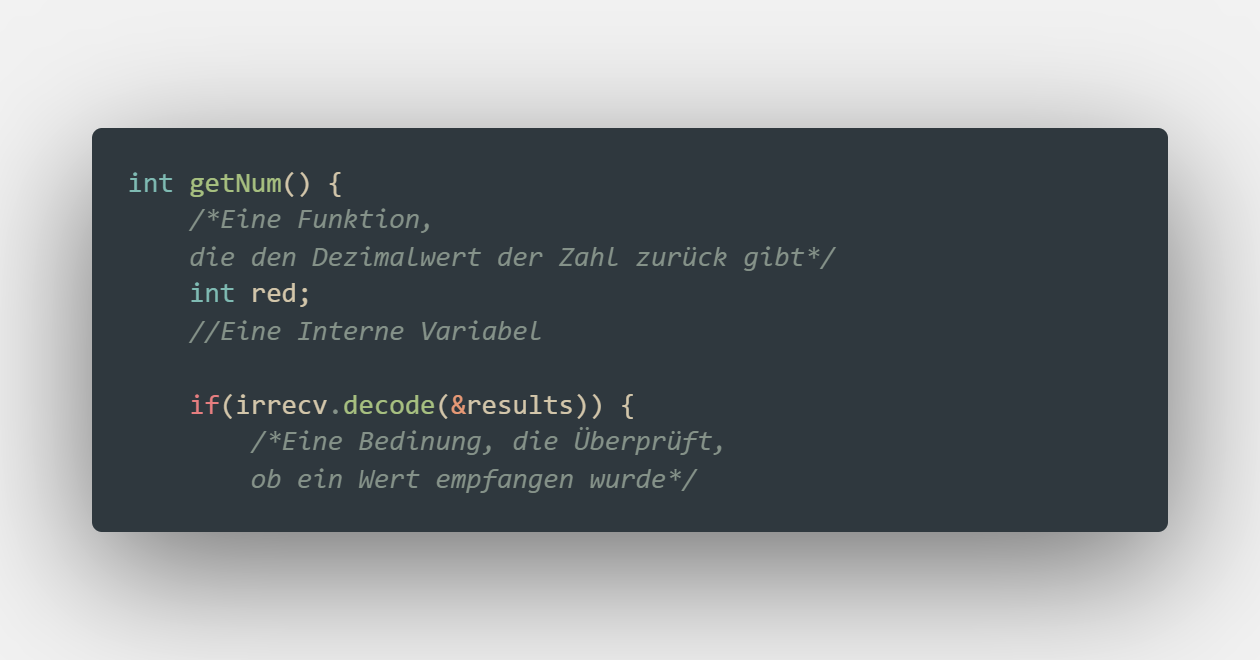 int getNum() {
/*Eine Funktion,
die den Dezimalwert der Zahl zurück gibt*/
int red;
//Eine Interne Variabel
if(irrecv.decode(&results)) {
/*Eine Bedinung, die Überprüft,
ob ein Wert empfangen wurde*/